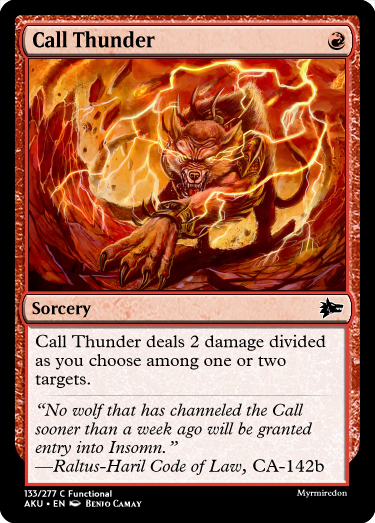 Call Thunder
Sorcery
Call Thunder deals 2 damage divided
as you choose among one or two
targets.
“No wolf that has channeled the Call
sooner than a week ago will be granted
entry into Insomn.”
—Raltus-Haril Code of Law, CA-142b
133/277 C Functional
Myrmiredon
AKU • EN Benjo Camay